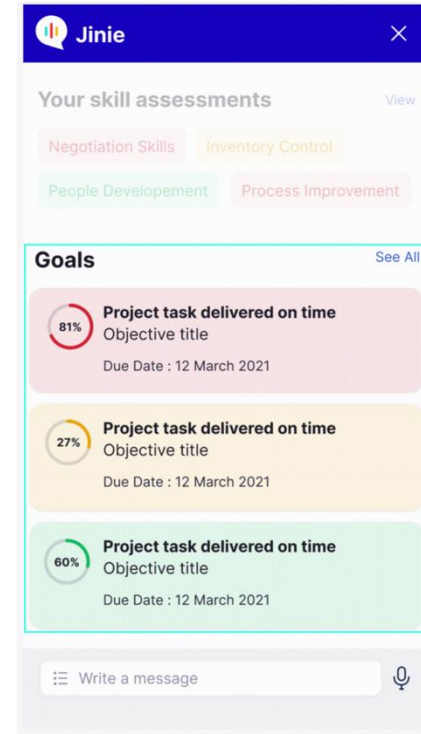 Jinie
Your skill assessments View
Negotiation Skills Inventory Control
People Developement Process Improvement
Goals See All
81% Project task delivered on time
Objective title
Due Date : 12 March 2021
27% Project task delivered on time
Objective title
Due Date : 12 March 2021
60% Project task delivered on time
Objective title
Due Date : 12 March 2021
Write a message